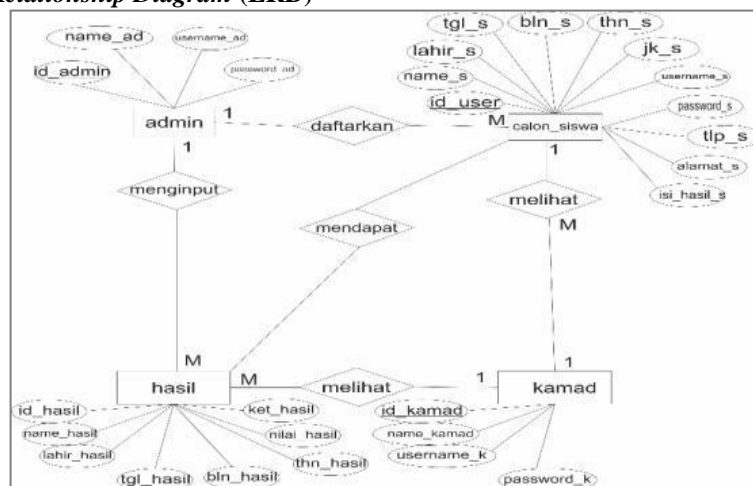 Relationship Diagram (ERD)
name_ad
username_ad
id_admin
password_ad
admin
1
1
daftarkan
M
tgl_s
bln_s
thn_s
lahir_s
jk_s
name_s
username_s
id_user
password_s
calon_siswa
tlp_s
alamat_s
isi_hasil_s
1
1
menginput
mendapat
melihat
M
M
M
1
1
hasil
melihat
kamad
id_hasil
ket_hasil
name_hasil
nilai_hasil
lahir_hasil
thn_hasil
tgl_hasil
bln_hasil
id_kamad
name_kamad
username_k
password_k